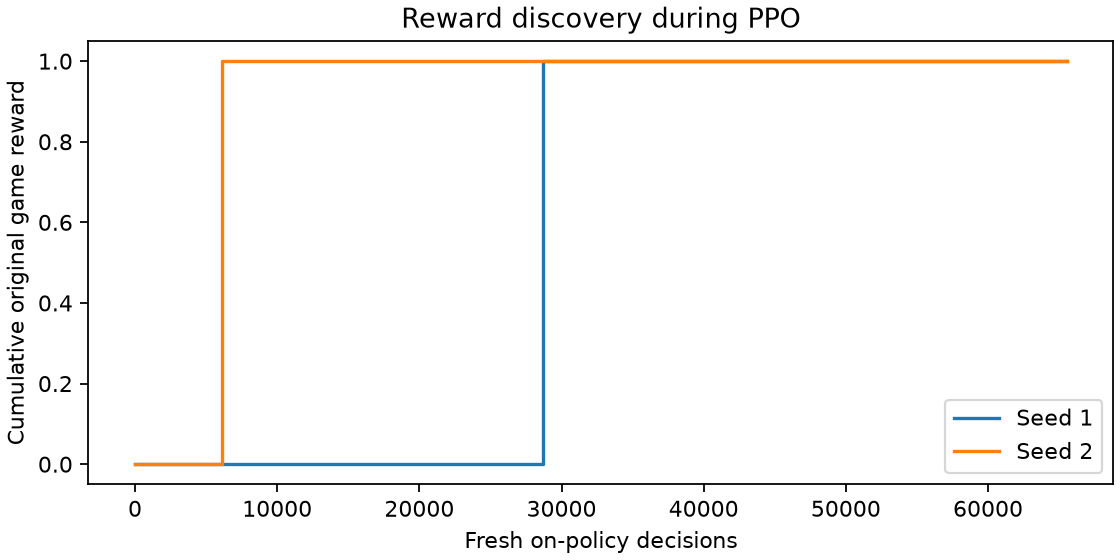 Reward discovery during PPO
Cumulative original game reward
1.0
0.8
0.6
0.4
0.2
0.0
0 10000 20000 30000 40000 50000 60000
Fresh on-policy decisions
Seed 1
Seed 2